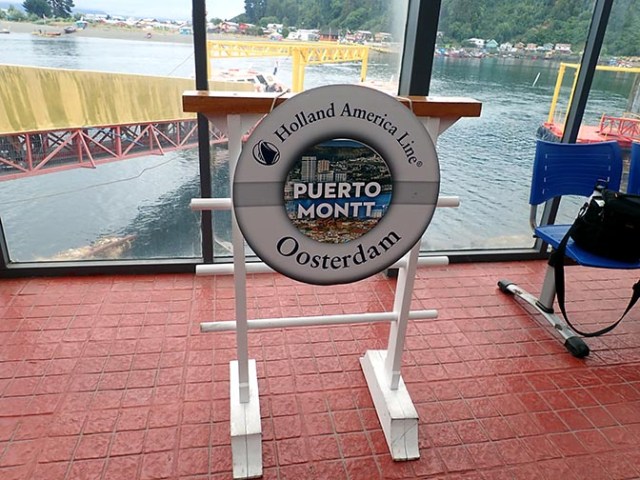 Holland America Line®
PUERTO
MONTT
Oosterdam